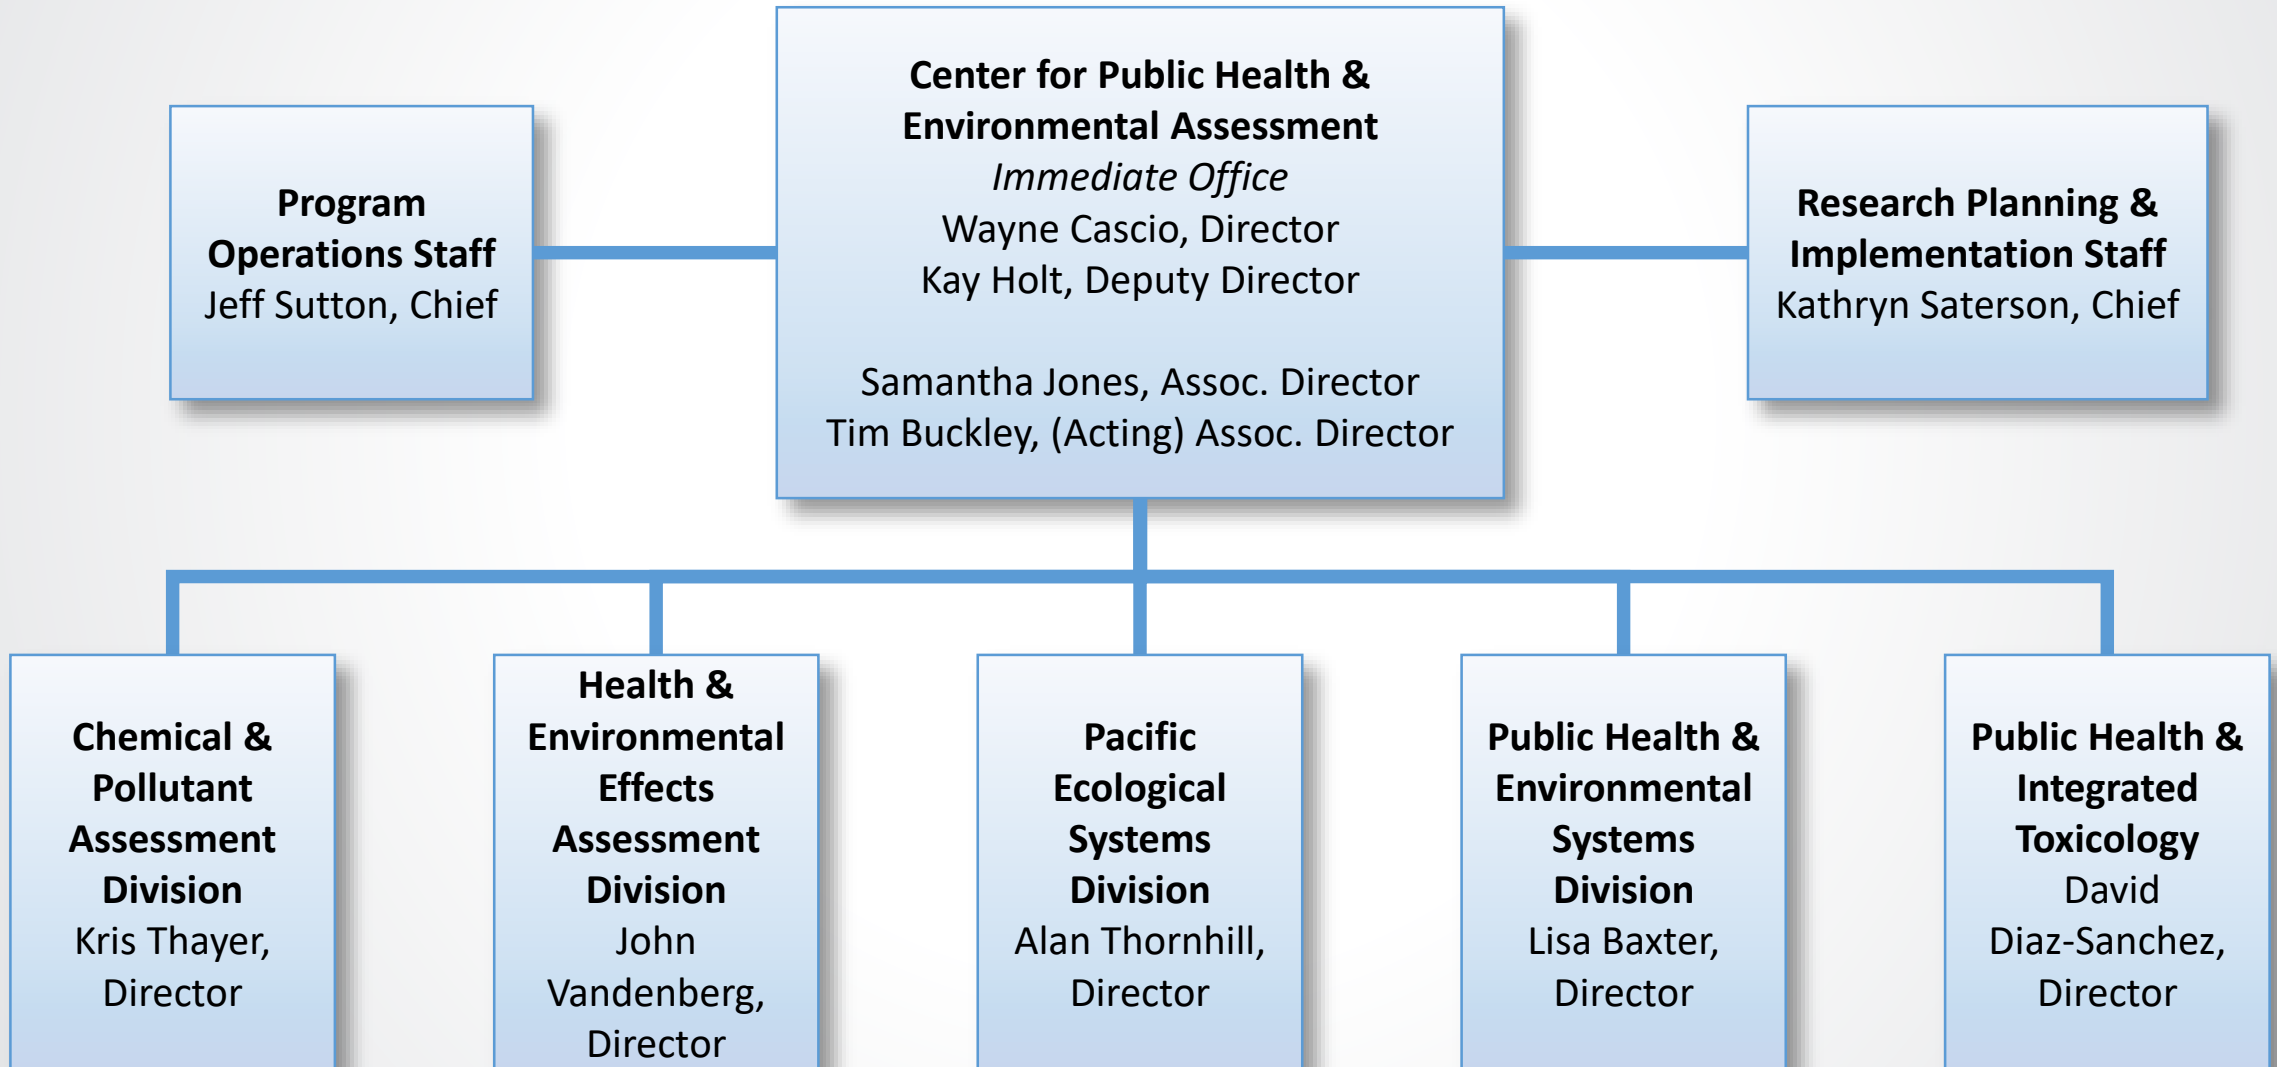 Center for Public Health &
Environmental Assessment
Immediate Office
Wayne Cascio, Director
Kay Holt, Deputy Director
Samantha Jones, Assoc. Director
Tim Buckley, (Acting) Assoc. Director
Program
Operations Staff
Jeff Sutton, Chief
Research Planning &
Implementation Staff
Kathryn Saterson, Chief
Chemical &
Pollutant
Assessment
Division
Kris Thayer,
Director
Health &
Environmental
Effects
Assessment
Division
John
Vandenberg,
Director
Pacific
Ecological
Systems
Division
Alan Thornhill,
Director
Public Health &
Environmental
Systems
Division
Lisa Baxter,
Director
Public Health &
Integrated
Toxicology
David
Diaz-Sanchez,
Director